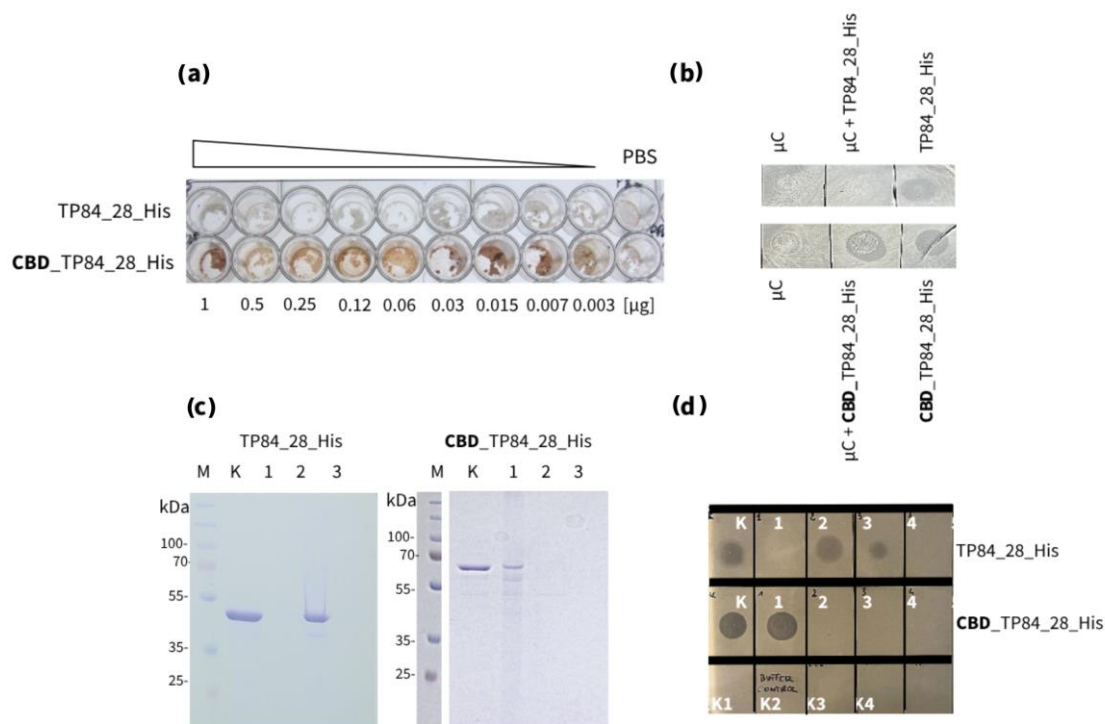 (a)
PBS
TP84_28_His
CBD_TP84_28_His
1 0.5 0.25 0.12 0.06 0.03 0.015 0.007 0.003 [µg]
(b)
µC
µC + TP84_28_His
TP84_28_His
µC
µC + CBD_TP84_28_His
CBD_TP84_28_His
(c)
TP84_28_His
M K 1 2 3
kDa
100-
70-
55-
35-
25-
CBD_TP84_28_His
M K 1 2 3
kDa
100-
70-
55-
35-
25-
(d)
K 1 2 3 4
TP84_28_His
K 1 2 3 4
CBD_TP84_28_His
BUFFER
CONTROL
K1 K2 K3 K4